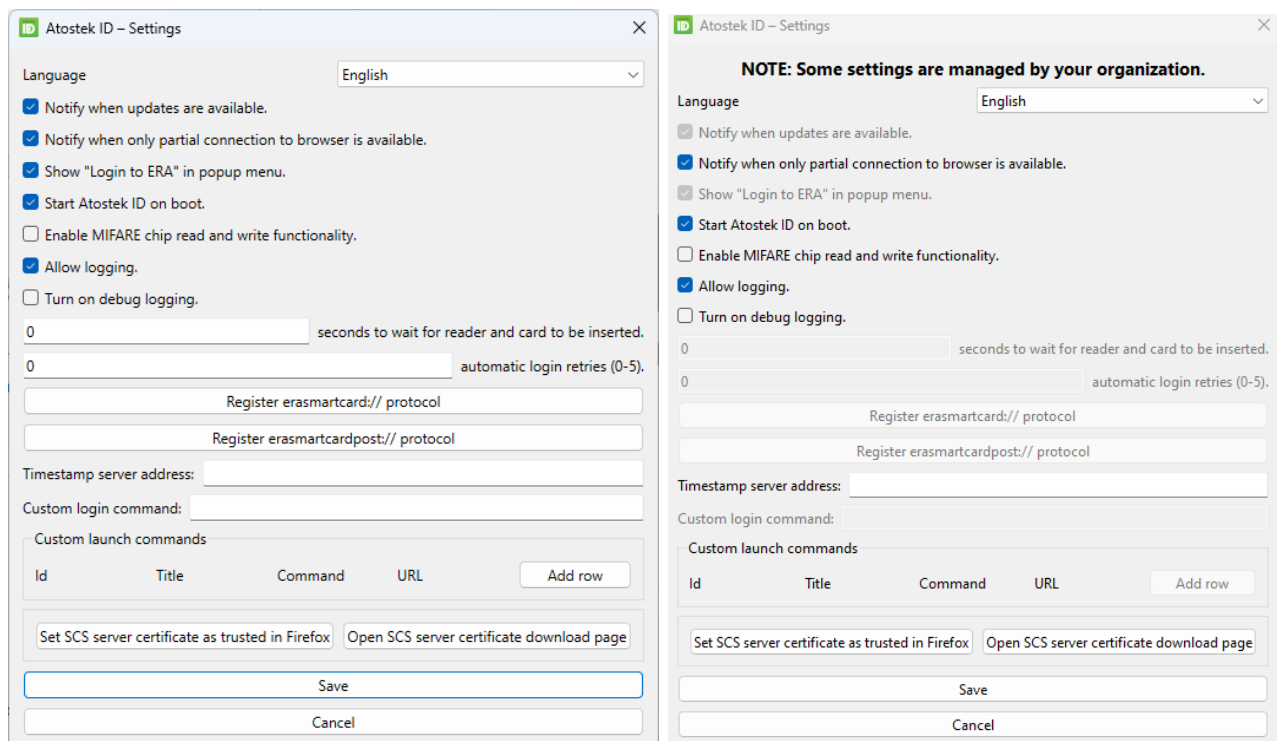 ID Atostek ID – Settings
Language English
Notify when updates are available.
Notify when only partial connection to browser is available.
Show "Login to ERA" in popup menu.
Start Atostek ID on boot.
Enable MIFARE chip read and write functionality.
Allow logging.
Turn on debug logging.
0 seconds to wait for reader and card to be inserted.
0 automatic login retries (0-5).
Register erasmartcard:// protocol
Register erasmartcardpost:// protocol
Timestamp server address:
Custom login command:
Custom launch commands
Id Title Command URL Add row
Set SCS server certificate as trusted in Firefox Open SCS server certificate download page
Save
Cancel
ID Atostek ID – Settings
NOTE: Some settings are managed by your organization.
Language English
Notify when updates are available.
Notify when only partial connection to browser is available.
Show "Login to ERA" in popup menu.
Start Atostek ID on boot.
Enable MIFARE chip read and write functionality.
Allow logging.
Turn on debug logging.
0 seconds to wait for reader and card to be inserted.
0 automatic login retries (0-5).
Register erasmartcard:// protocol
Register erasmartcardpost:// protocol
Timestamp server address:
Custom login command:
Custom launch commands
Id Title Command URL Add row
Set SCS server certificate as trusted in Firefox Open SCS server certificate download page
Save
Cancel